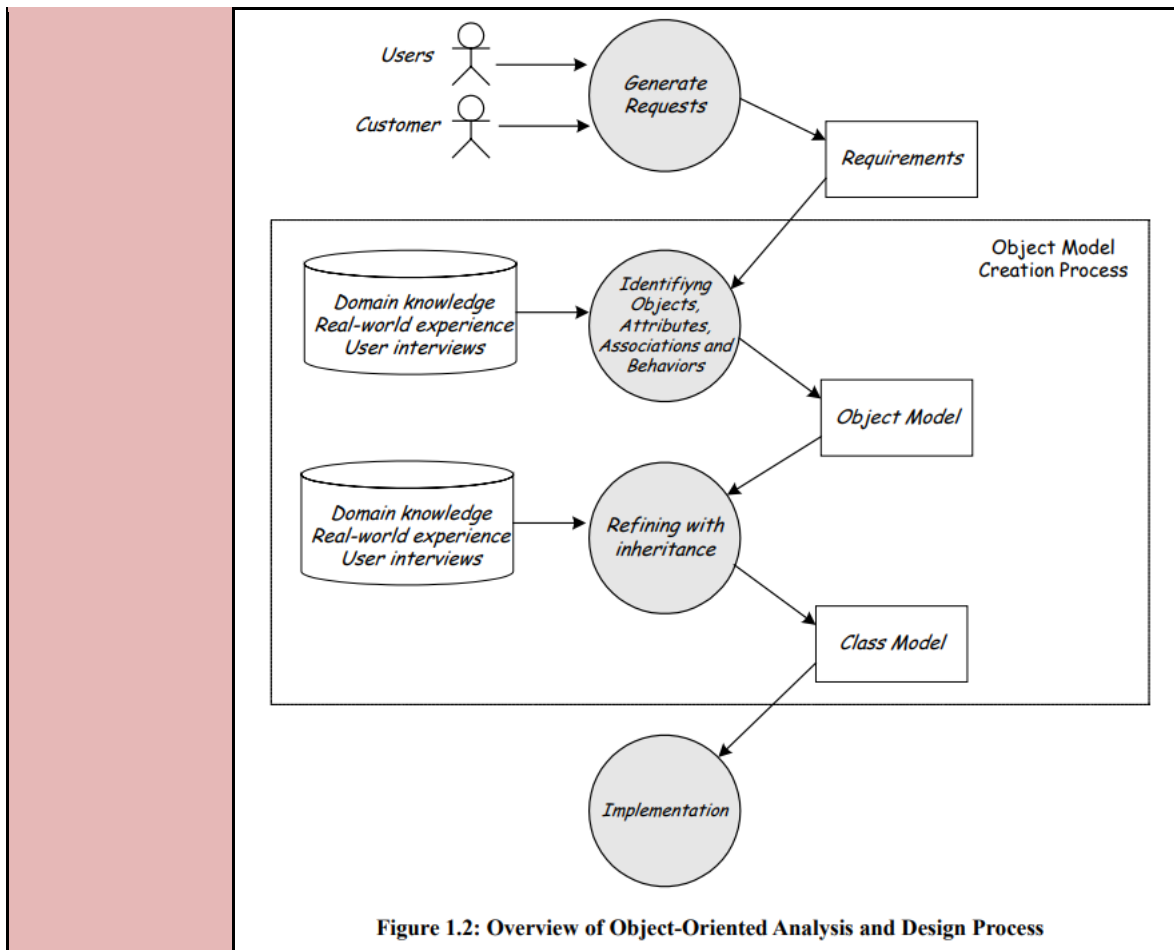 Users
Generate
Requests
Customer
Requirements
Object Model
Creation Process
Domain knowledge
Real-world experience
User interviews
Identifiyng
Objects,
Attributes,
Associations and
Behaviors
Object Model
Domain knowledge
Real-world experience
User interviews
Refining with
inheritance
Class Model
Implementation
Figure 1.2: Overview of Object-Oriented Analysis and Design Process